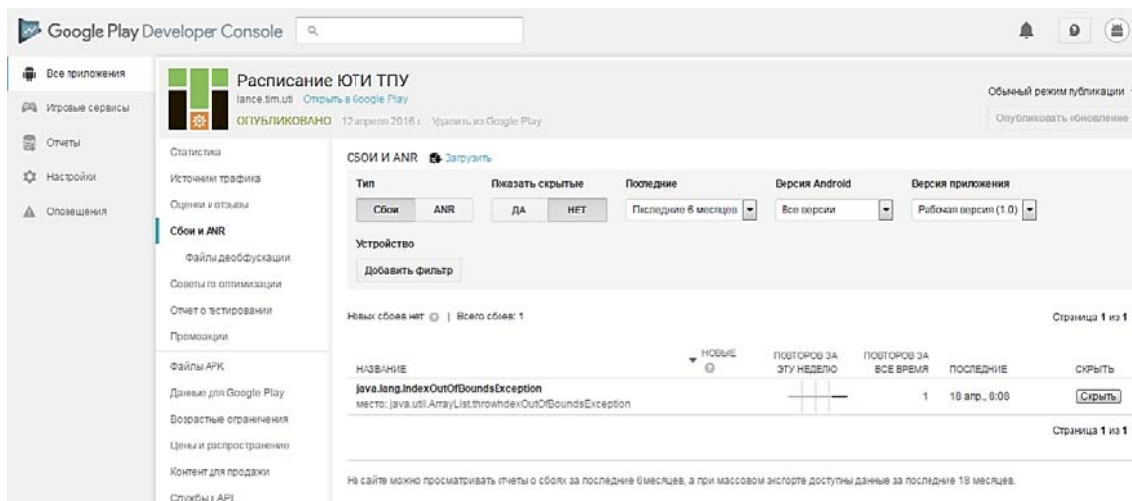 Google Play Developer Console
Все приложения
Игровые сервисы
Отчеты
Настройки
Оповещения
Расписание ЮТИ ТПУ
lance.tim.uti Открыть в Google Play
ОПУБЛИКОВАНО 12 апреля 2016 г. Удалить из Google Play
Обычный режим публикации
Опубликовать обновление
Статистика
Источники трафика
Оценки и отзывы
Сбои и ANR
Файлы деобфускации
Советы по оптимизации
Отчет о тестировании
Промоакции
Файлы APK
Данные для Google Play
Возрастные ограничения
Цены и распространение
Контент для продажи
Службы и API
СБОИ И ANR Загрузить
Тип Показать скрытые Последние Версия Android Версия приложения
Сбои ANR ДА НЕТ Последние 6 месяцев Все версии Рабочая версия (1.0)
Устройство
Добавить фильтр
Новых сбоев нет | Всего сбоев: 1 Страница 1 из 1
НАЗВАНИЕ НОВЫЕ ПОВТОРОВ ЗА ЭТУ НЕДЕЛЮ ПОВТОРОВ ЗА ВСЕ ВРЕМЯ ПОСЛЕДНИЕ СКРЫТЬ
java.lang.IndexOutOfBoundsException
место: java.util.ArrayList.throwIndexOutOfBoundsException
1 18 апр., 8:08 Скрыть
Страница 1 из 1
На сайте можно просматривать отчеты о сбоях за последние 6 месяцев, а при массовом экспорте доступны данные за последние 18 месяцев.